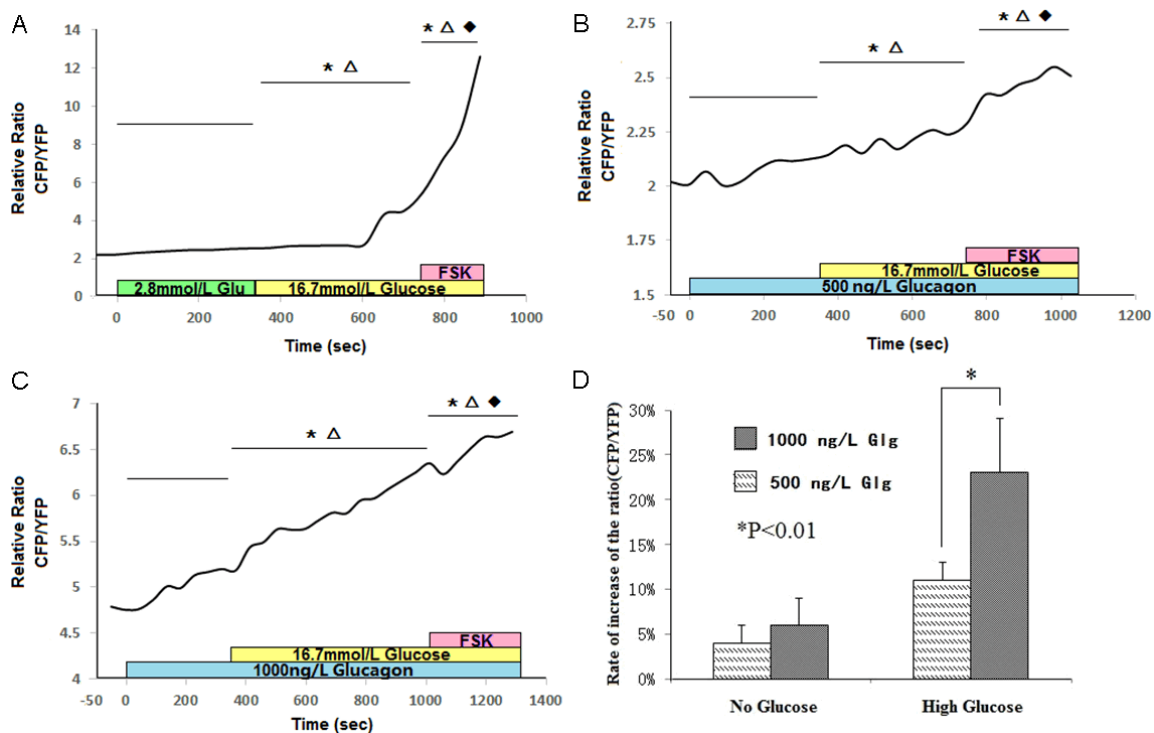 A
* △ ◆
* △
14
12
10
8
6
4
2
0
Relative Ratio
CFP/YFP
FSK
2.8mmol/L Glu
16.7mmol/L Glucose
0
200
400
600
800
1000
Time (sec)
B
* △ ◆
* △
2.75
2.5
2.25
2
1.75
1.5
Relative Ratio
CFP/YFP
FSK
16.7mmol/L Glucose
500 ng/L Glucagon
-50
0
200
400
600
800
1000
1200
Time (sec)
C
* △ ◆
* △
7
6.5
6
5.5
5
4.5
4
Relative Ratio
CFP/YFP
FSK
16.7mmol/L Glucose
1000ng/L Glucagon
-50
0
200
400
600
800
1000
1200
1400
Time (sec)
D
*
30%
25%
20%
15%
10%
5%
0%
Rate of increase of the ratio(CFP/YFP)
1000 ng/L Glg
500 ng/L Glg
*P<0.01
No Glucose
High Glucose